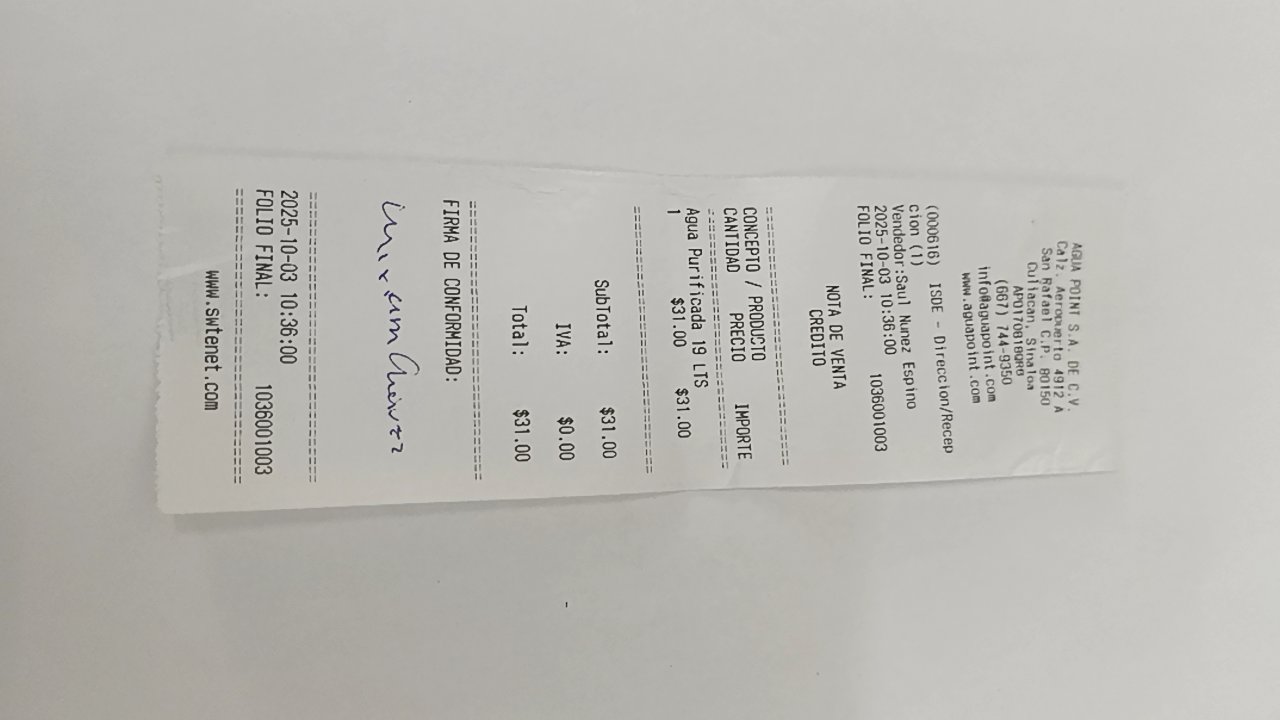 AGUA POINT S.A. DE C.V.
Calz. Aeropuerto 4912 A
San Rafael C.P. 80150
Culiacan, Sinaloa
(667) 744-9350
info@aguapoint.com
www.aguapoint.com
(000616) ISDE - Direccion/Recep
cion (1)
Vendedor:Saul Nunez Espino
2025-10-03 10:36:00
FOLIO FINAL: 1036001003
NOTA DE VENTA
CREDITO
CONCEPTO / PRODUCTO
CANTIDAD PRECIO IMPORTE
Agua Purificada 19 LTS
1 $31.00 $31.00
SubTotal: $31.00
IVA: $0.00
Total: $31.00
FIRMA DE CONFORMIDAD:
2025-10-03 10:36:00
FOLIO FINAL: 1036001003
www.swtenet.com